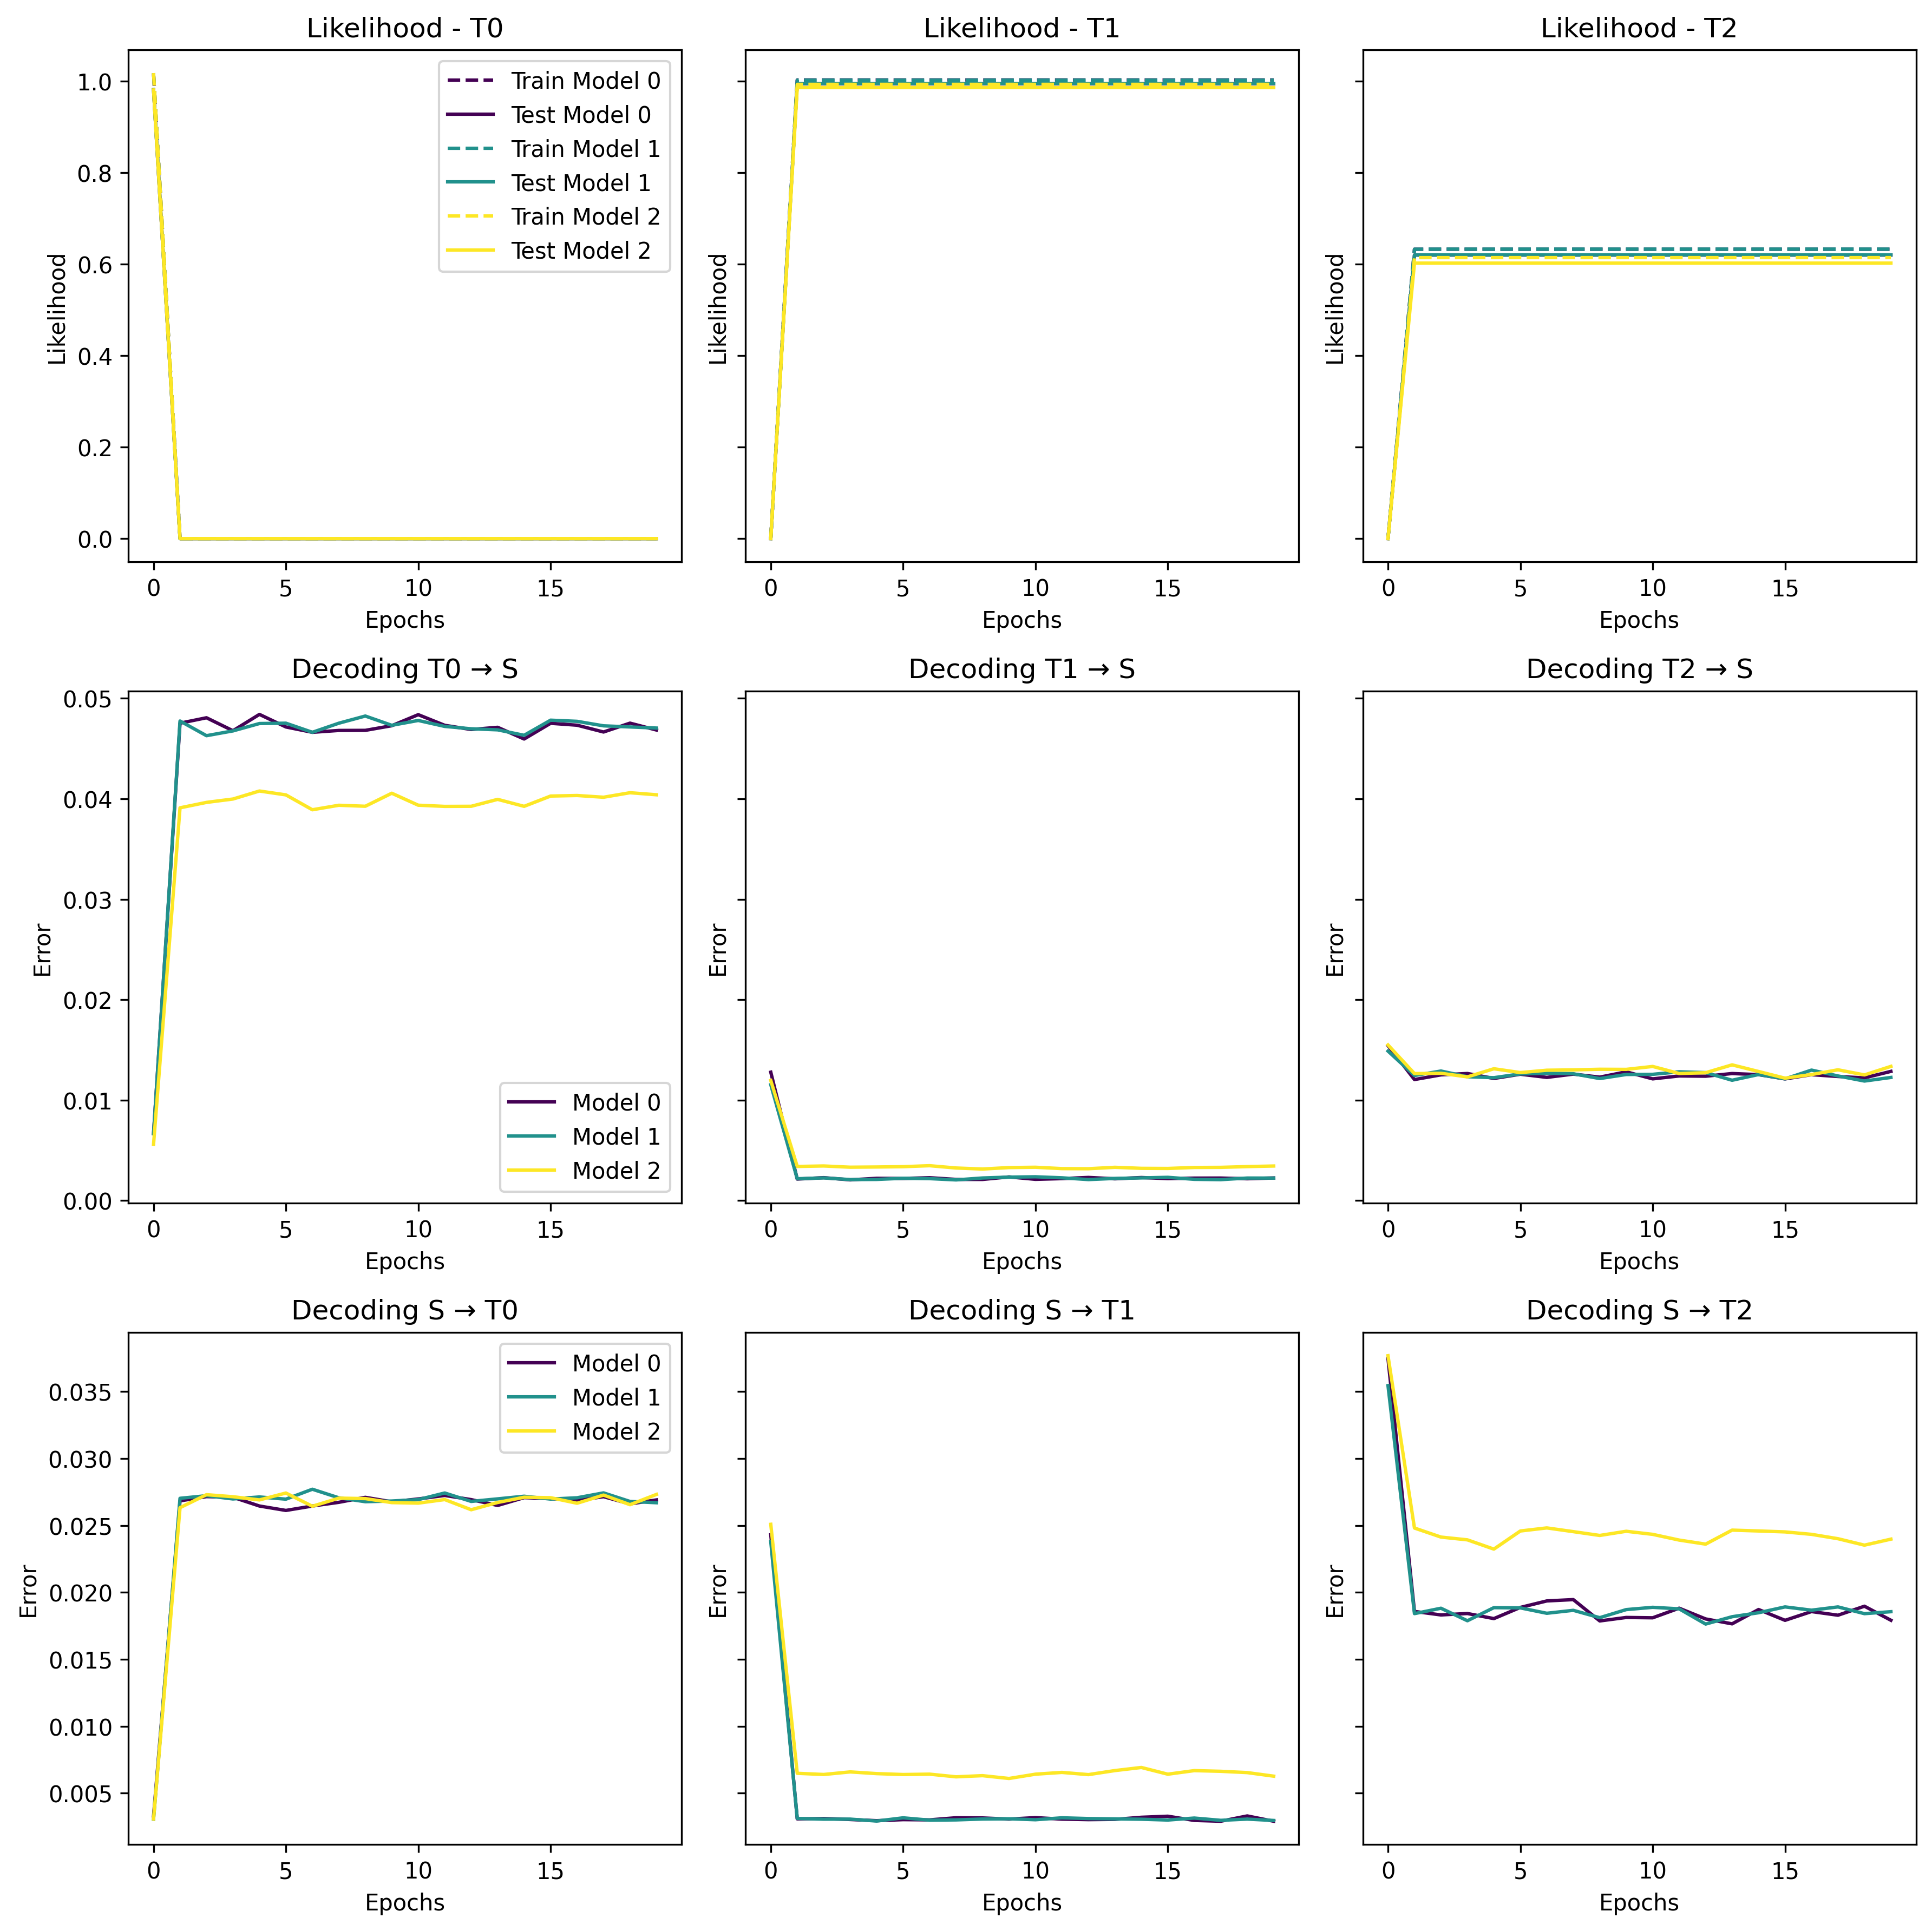 Likelihood - T0
Likelihood - T1
Likelihood - T2
1.0
0.8
0.6
0.4
0.2
0.0
Likelihood
Train Model 0
Test Model 0
Train Model 1
Test Model 1
Train Model 2
Test Model 2
Likelihood
Likelihood
0 5 10 15
0 5 10 15
0 5 10 15
Epochs
Epochs
Epochs
Decoding T0 → S
Decoding T1 → S
Decoding T2 → S
0.05
0.04
0.03
0.02
0.01
0.00
Error
Model 0
Model 1
Model 2
Error
Error
0 5 10 15
0 5 10 15
0 5 10 15
Epochs
Epochs
Epochs
Decoding S → T0
Decoding S → T1
Decoding S → T2
0.035
0.030
0.025
0.020
0.015
0.010
0.005
Error
Model 0
Model 1
Model 2
Error
Error
0 5 10 15
0 5 10 15
0 5 10 15
Epochs
Epochs
Epochs